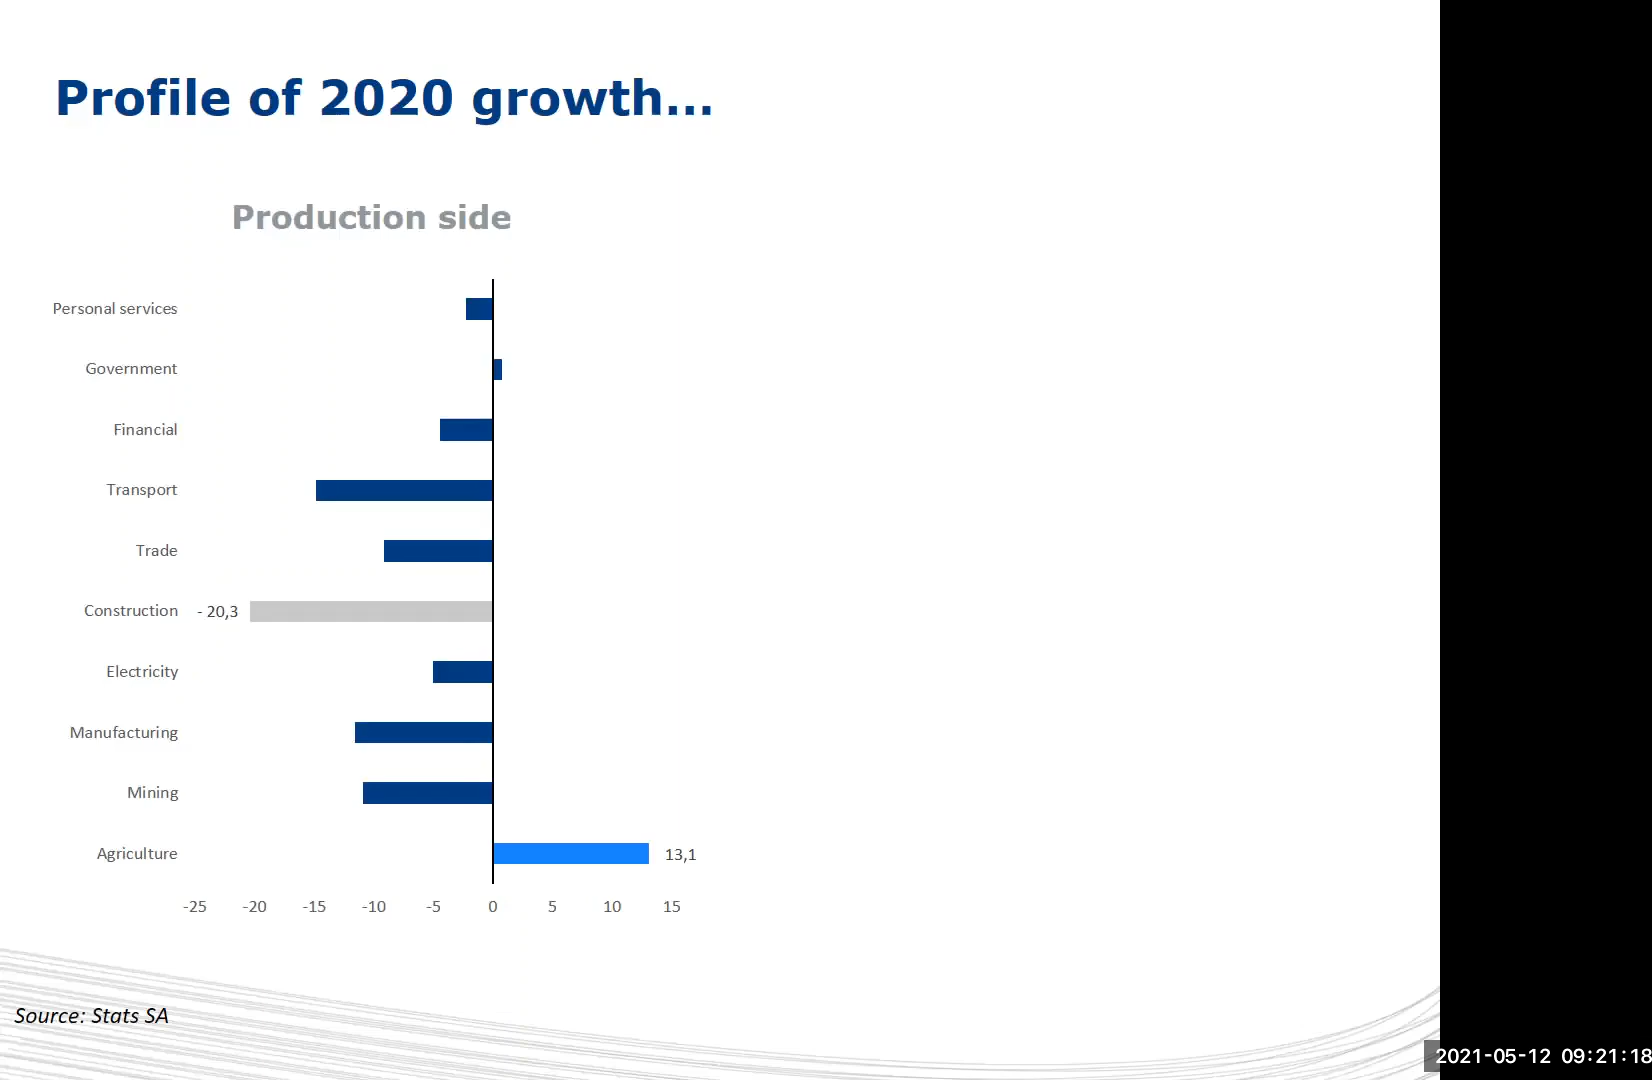 Profile of 2020 growth...
Production side
Personal services
Government
Financial
Transport
Trade
Construction - 20,3
Electricity
Manufacturing
Mining
Agriculture 13,1
-25 -20 -15 -10 -5 0 5 10 15
Source: Stats SA
2021-05-12 09:21:18